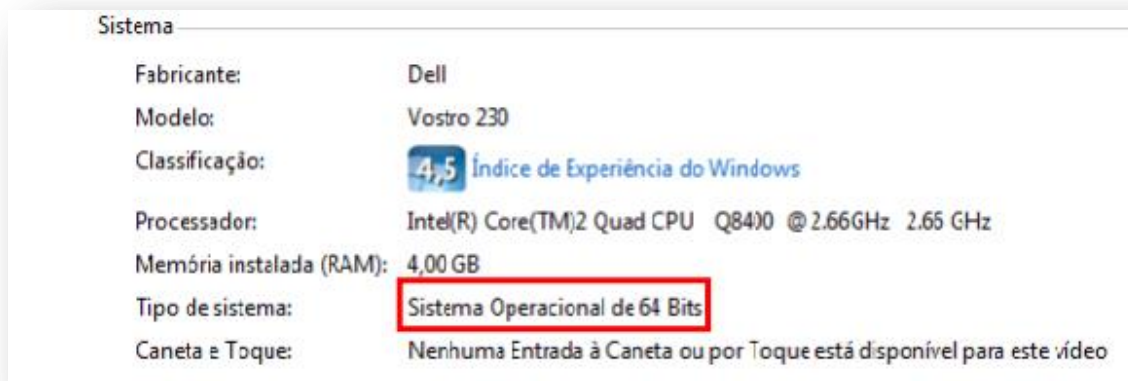 Sistema
Fabricante: Dell
Modelo: Vostro 230
Classificação: 4,5 Índice de Experiência do Windows
Processador: Intel(R) Core(TM)2 Quad CPU Q8400 @ 2.66GHz 2.66 GHz
Memória instalada (RAM): 4,00 GB
Tipo de sistema: Sistema Operacional de 64 Bits
Caneta e Toque: Nenhuma Entrada à Caneta ou por Toque está disponível para este vídeo